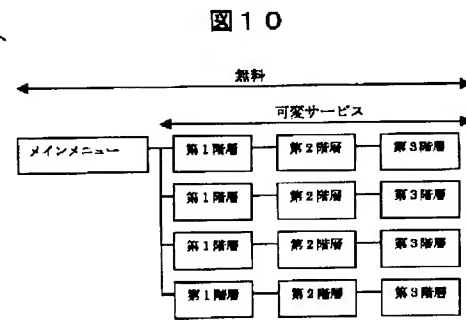 図10
無料
可変サービス
メインメニュー 第1階層 第2階層 第3階層
第1階層 第2階層 第3階層
第1階層 第2階層 第3階層
第1階層 第2階層 第3階層